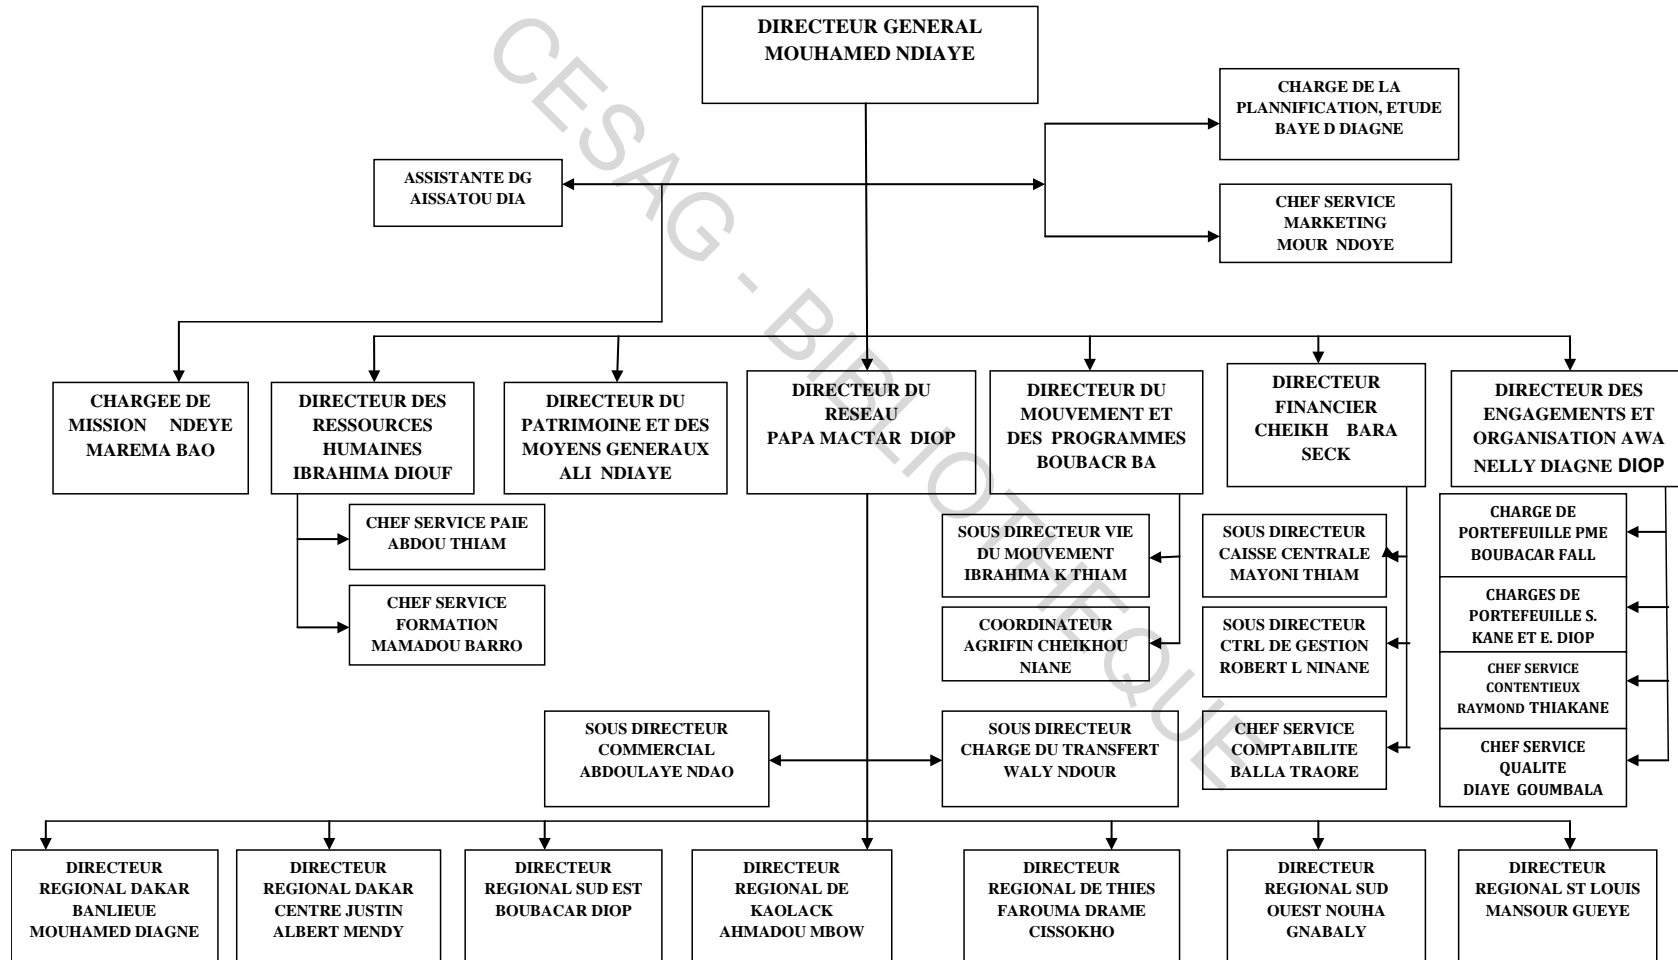 DIRECTEUR GENERAL
MOUHAMED NDIAYE
CHARGE DE LA
PLANNIFICATION, ETUDE
BAYE D DIAGNE
ASSISTANTE DG
AISSATOU DIA
CHEF SERVICE
MARKETING
MOUR NDOYE
CHARGEE DE
MISSION NDEYE
MAREMA BAO
DIRECTEUR DES
RESSOURCES
HUMAINES
IBRAHIMA DIOUF
DIRECTEUR DU
PATRIMOINE ET DES
MOYENS GENERAUX
ALI NDIAYE
DIRECTEUR DU
RESEAU
PAPA MACTAR DIOP
DIRECTEUR DU
MOUVEMENT ET
DES PROGRAMMES
BOUBACR BA
DIRECTEUR
FINANCIER
CHEIKH BARA
SECK
DIRECTEUR DES
ENGAGEMENTS ET
ORGANISATION AWA
NELLY DIAGNE DIOP
CHEF SERVICE PAIE
ABDOU THIAM
CHEF SERVICE
FORMATION
MAMADOU BARRO
SOUS DIRECTEUR VIE
DU MOUVEMENT
IBRAHIMA K THIAM
COORDINATEUR
AGRIFIN CHEIKHOU
NIANE
SOUS DIRECTEUR
CAISSE CENTRALE
MAYONI THIAM
SOUS DIRECTEUR
CTRL DE GESTION
ROBERT L NINANE
CHEF SERVICE
COMPTABILITE
BALLA TRAORE
CHARGE DE
PORTEFEUILLE PME
BOUBACAR FALL
CHARGES DE
PORTEFEUILLE S.
KANE ET E. DIOP
CHEF SERVICE
CONTENTIEUX
RAYMOND THIAKANE
CHEF SERVICE
QUALITE
DIAYE GOUMBALA
SOUS DIRECTEUR
COMMERCIAL
ABDOULAYE NDAO
SOUS DIRECTEUR
CHARGE DU TRANSFERT
WALY NDOUR
DIRECTEUR
REGIONAL DAKAR
BANLIEUE
MOUHAMED DIAGNE
DIRECTEUR
REGIONAL DAKAR
CENTRE JUSTIN
ALBERT MENDY
DIRECTEUR
REGIONAL SUD EST
BOUBACAR DIOP
DIRECTEUR
REGIONAL DE
KAOLACK
AHMADOU MBOW
DIRECTEUR
REGIONAL DE THIES
FAROUMA DRAME
CISSOKHO
DIRECTEUR
REGIONAL SUD
OUEST NOUHA
GNABALY
DIRECTEUR
REGIONAL ST LOUIS
MANSOUR GUEYE
CESAG - BIBLIOTHEQUE